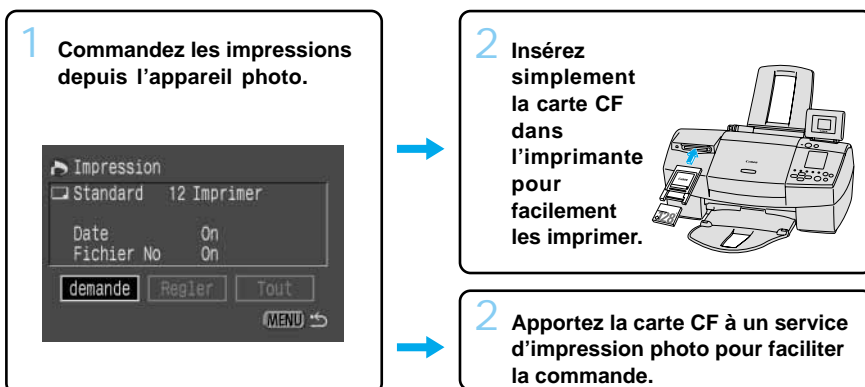 1
Commandez les impressions
depuis l'appareil photo.
Impression
Standard 12 Imprimer
Date On
Fichier No On
demande Regler Tout
MENU
2
Insérez
simplement
la carte CF
dans
l'imprimante
pour
facilement
les imprimer.
Canon
2
Apportez la carte CF à un service
d'impression photo pour faciliter
la commande.